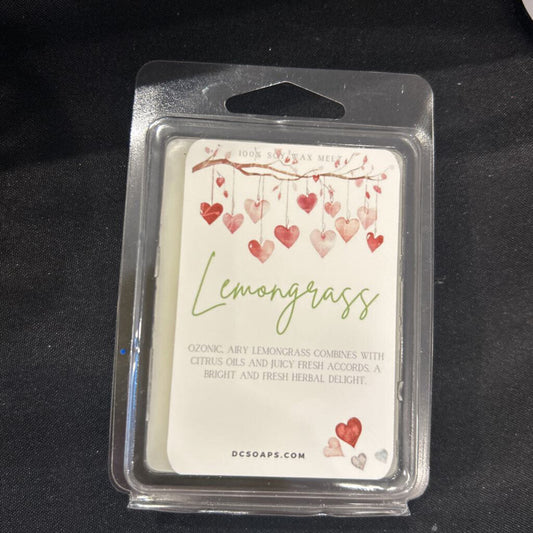 100% SOY WAX MELT
Lemongrass
OZONIC, AIRY LEMONGRASS COMBINES WITH
CITRUS OILS AND JUICY FRESH ACCORDS. A
BRIGHT AND FRESH HERBAL DELIGHT.
DCSOAPS.COM